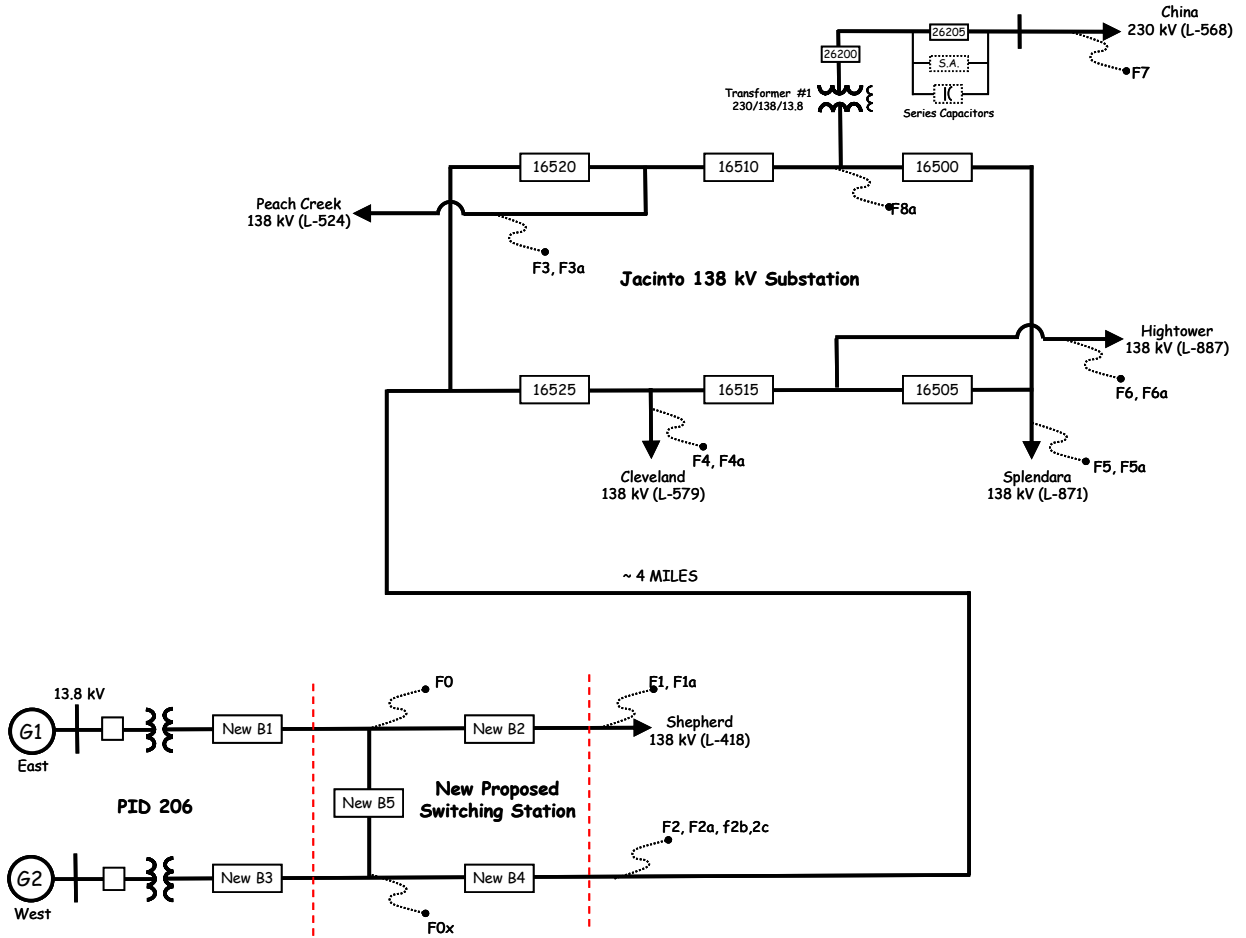 China
230 kV (L-568)
26205
26200
S.A.
F7
Transformer #1
230/138/13.8
Series Capacitors
16520
16510
16500
Peach Creek
138 kV (L-524)
F8a
F3, F3a
Jacinto 138 kV Substation
Hightower
138 kV (L-887)
16525
16515
16505
F6, F6a
F4, F4a
F5, F5a
Cleveland
138 kV (L-579)
Splendara
138 kV (L-871)
~ 4 MILES
13.8 kV
F0
F1, F1a
G1
New B1
New B2
Shepherd
138 kV (L-418)
East
PID 206
New B5
New Proposed
Switching Station
F2, F2a, f2b,2c
G2
New B3
New B4
West
F0x